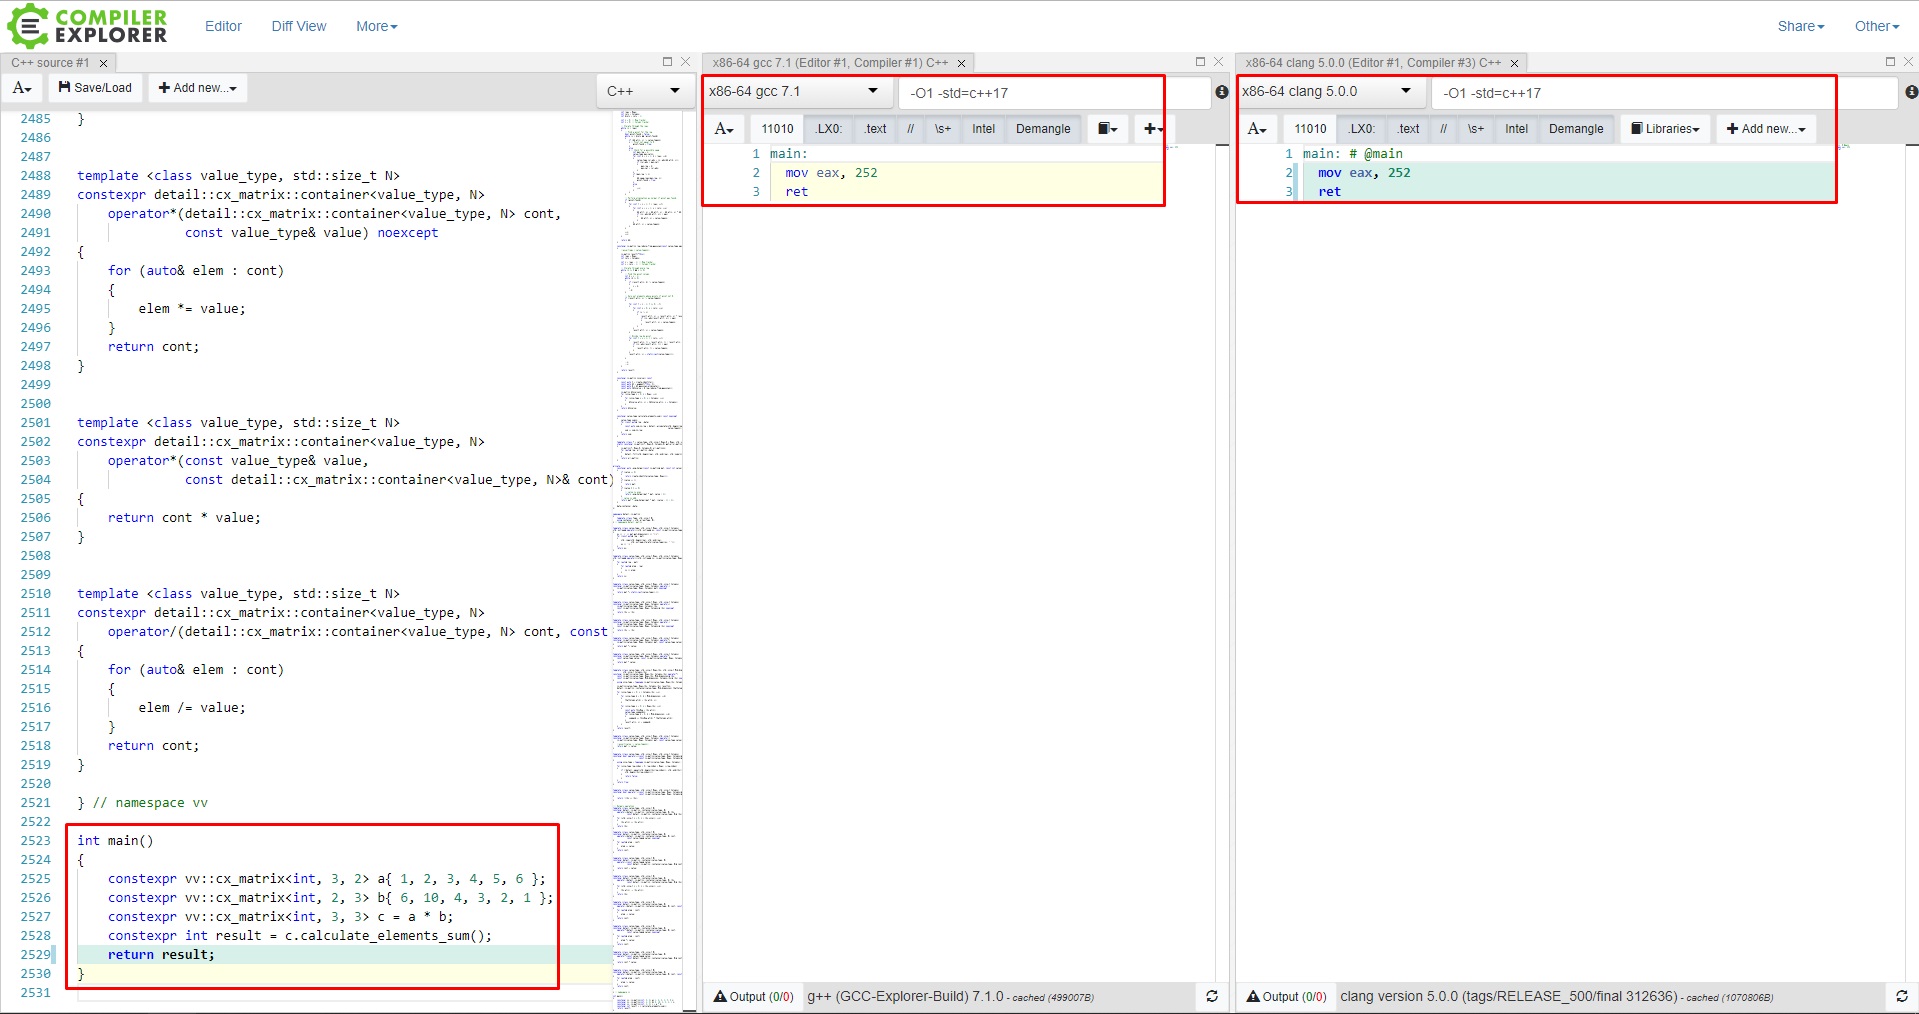 COMPILER
EXPLORER
Editor
Diff View
More
Share
Other
C++ source #1
A
Save/Load
Add new...
C++
2485 }
2486
2487
2488 template <class value_type, std::size_t N>
2489 constexpr detail::cx_matrix::container<value_type, N>
2490 operator*(detail::cx_matrix::container<value_type, N> cont,
2491 const value_type& value) noexcept
2492 {
2493 for (auto& elem : cont)
2494 {
2495 elem *= value;
2496 }
2497 return cont;
2498 }
2499
2500
2501 template <class value_type, std::size_t N>
2502 constexpr detail::cx_matrix::container<value_type, N>
2503 operator*(const value_type& value,
2504 const detail::cx_matrix::container<value_type, N>& cont)
2505 {
2506 return cont * value;
2507 }
2508
2509
2510 template <class value_type, std::size_t N>
2511 constexpr detail::cx_matrix::container<value_type, N>
2512 operator/(detail::cx_matrix::container<value_type, N> cont, const
2513 {
2514 for (auto& elem : cont)
2515 {
2516 elem /= value;
2517 }
2518 return cont;
2519 }
2520
2521 } // namespace vv
2522
2523 int main()
2524 {
2525 constexpr vv::cx_matrix<int, 3, 2> a{ 1, 2, 3, 4, 5, 6 };
2526 constexpr vv::cx_matrix<int, 2, 3> b{ 6, 10, 4, 3, 2, 1 };
2527 constexpr vv::cx_matrix<int, 3, 3> c = a * b;
2528 constexpr int result = c.calculate_elements_sum();
2529 return result;
2530 }
2531
x86-64 gcc 7.1 (Editor #1, Compiler #1) C++
x86-64 gcc 7.1
-O1 -std=c++17
A 11010 .LX0: .text // \s+ Intel Demangle
1 main:
2 mov eax, 252
3 ret
Output (0/0) g++ (GCC-Explorer-Build) 7.1.0 - cached (499007B)
x86-64 clang 5.0.0 (Editor #1, Compiler #3) C++
x86-64 clang 5.0.0
-O1 -std=c++17
A 11010 .LX0: .text // \s+ Intel Demangle Libraries Add new...
1 main: # @main
2 mov eax, 252
3 ret
Output (0/0) clang version 5.0.0 (tags/RELEASE_500/final 312636) - cached (1070806B)